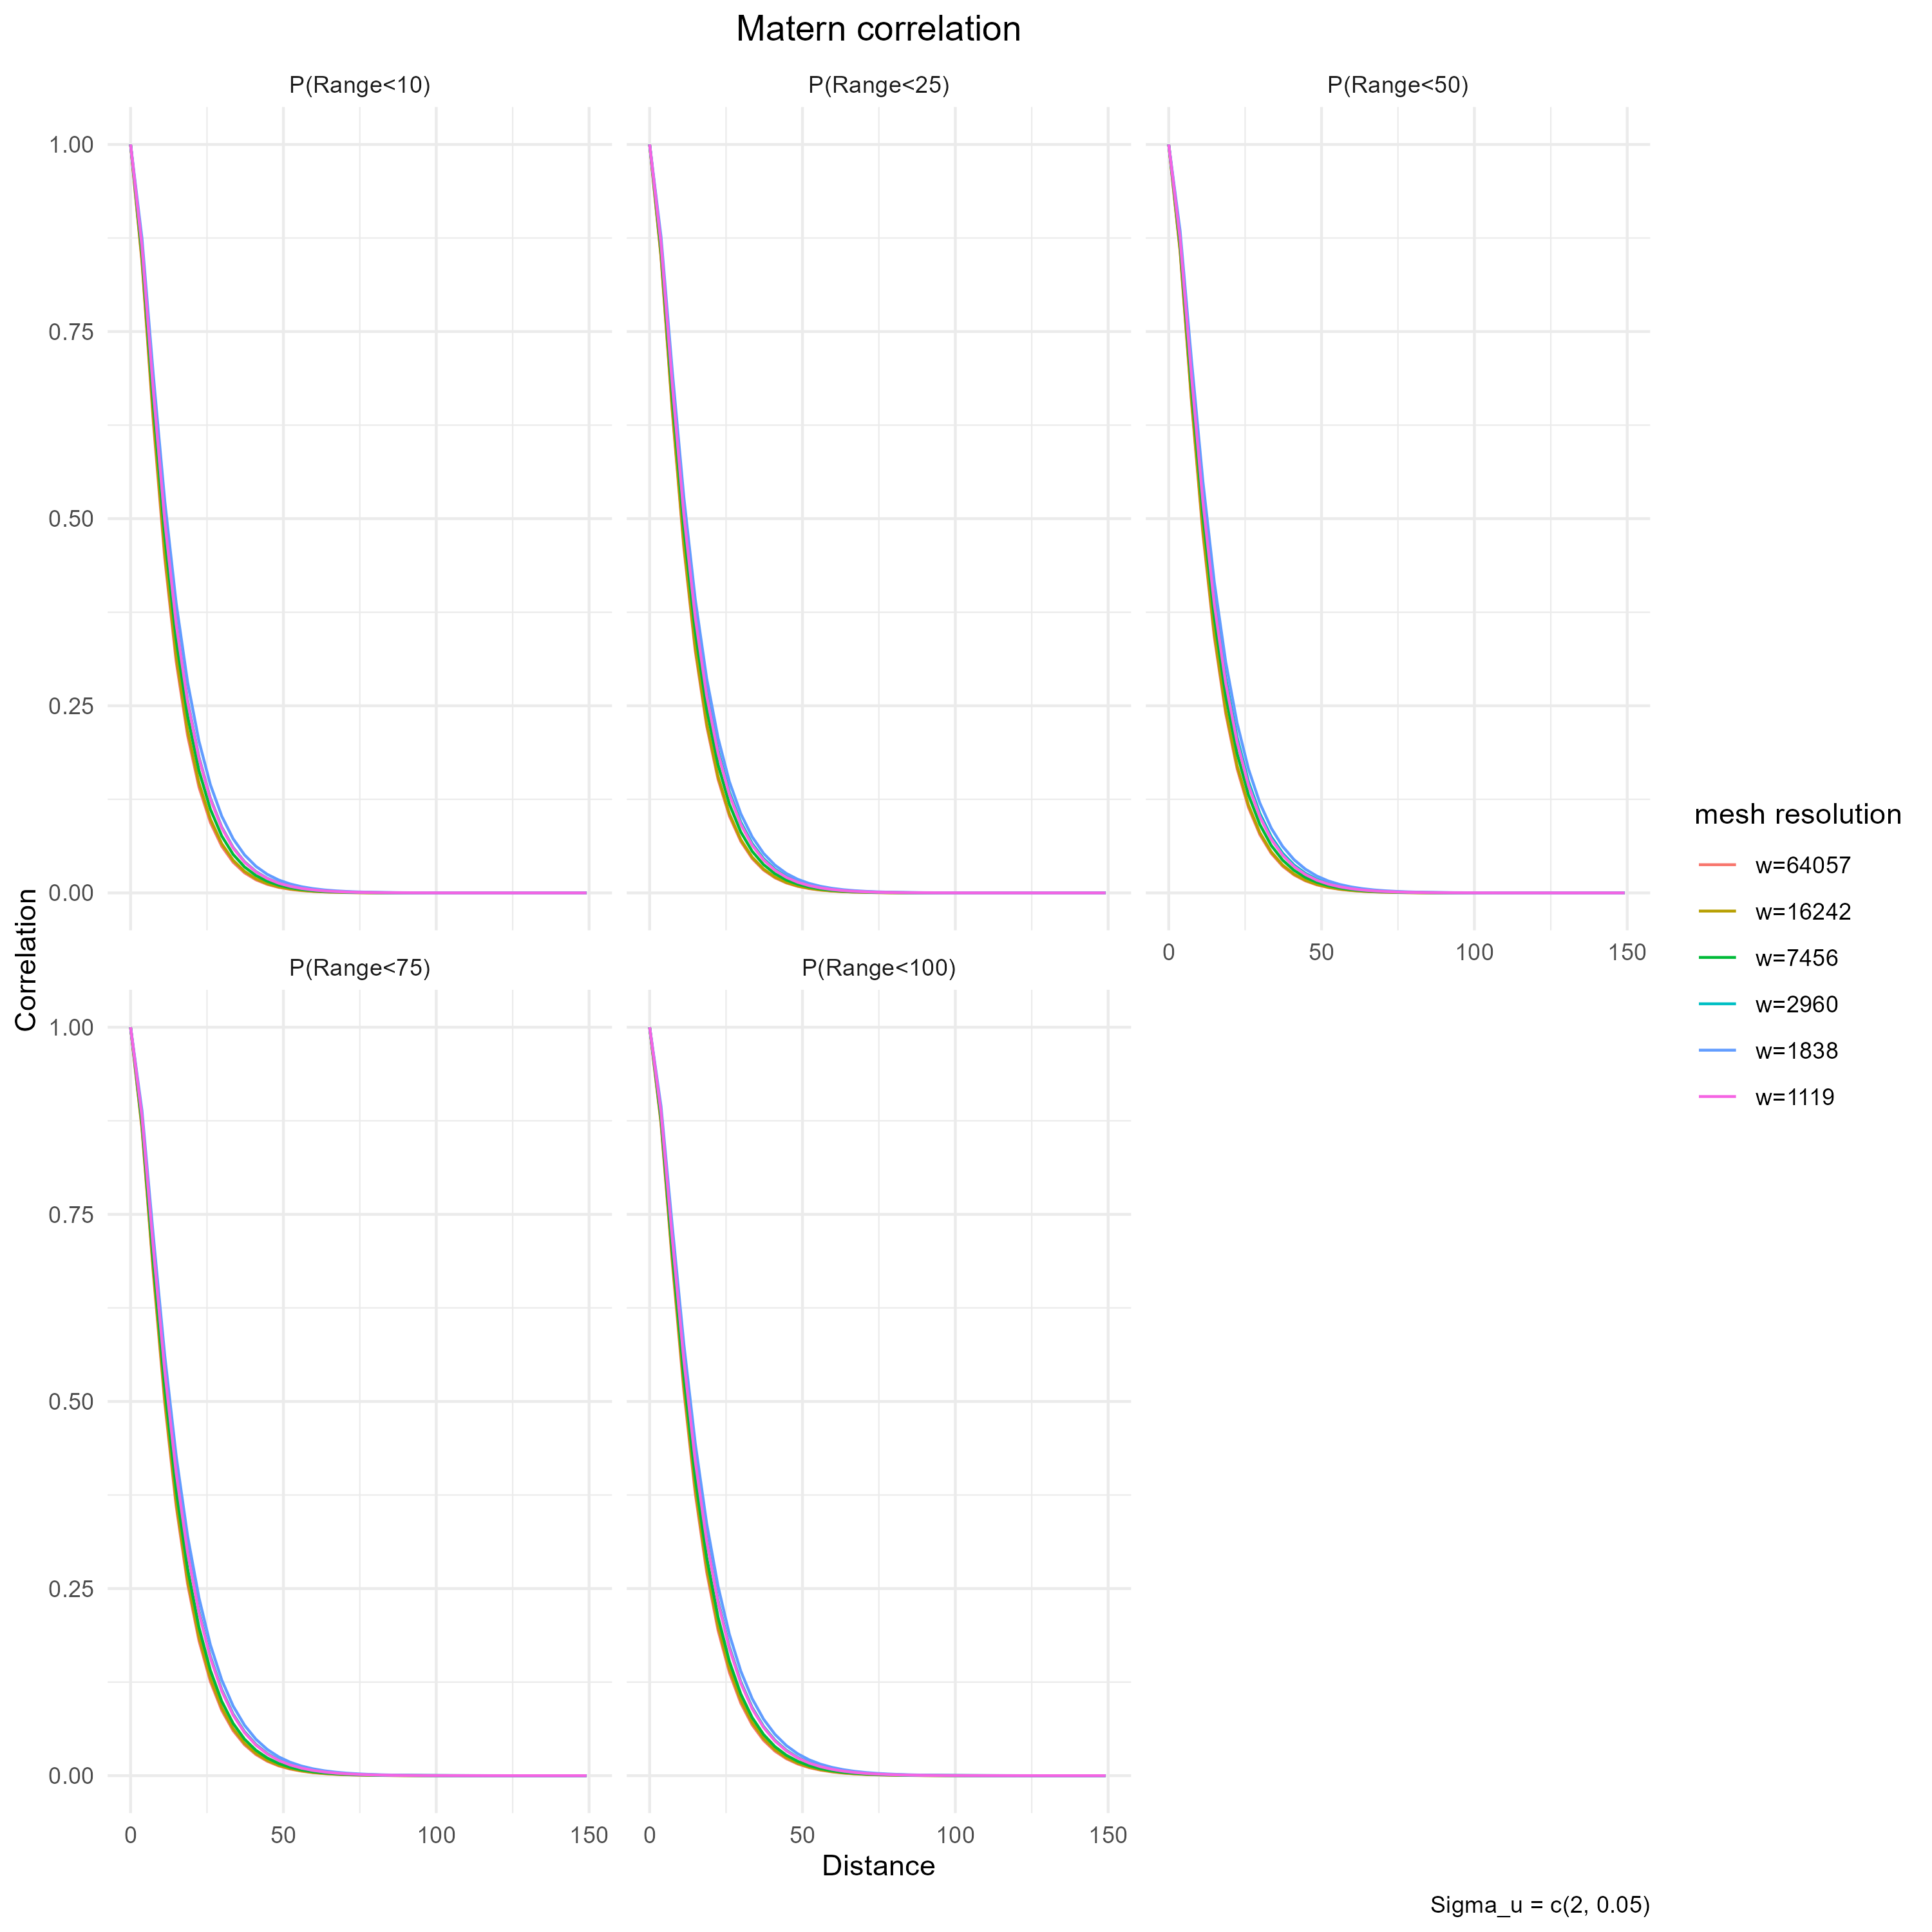 Matern correlation
P(Range<10) P(Range<25) P(Range<50)
1.00
0.75
0.50
0.25
0.00
0 50 100 150
P(Range<75) P(Range<100)
1.00
0.75
0.50
0.25
0.00
0 50 100 150 0 50 100 150
Correlation
Distance
mesh resolution
w=64057
w=16242
w=7456
w=2960
w=1838
w=1119
Sigma_u = c(2, 0.05)